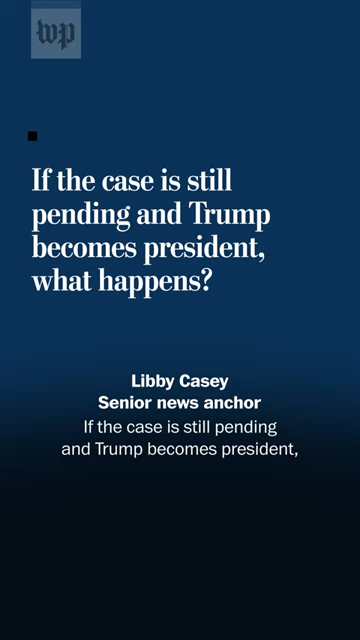 wp
If the case is still
pending and Trump
becomes president,
what happens?
Libby Casey
Senior news anchor
If the case is still pending
and Trump becomes president,